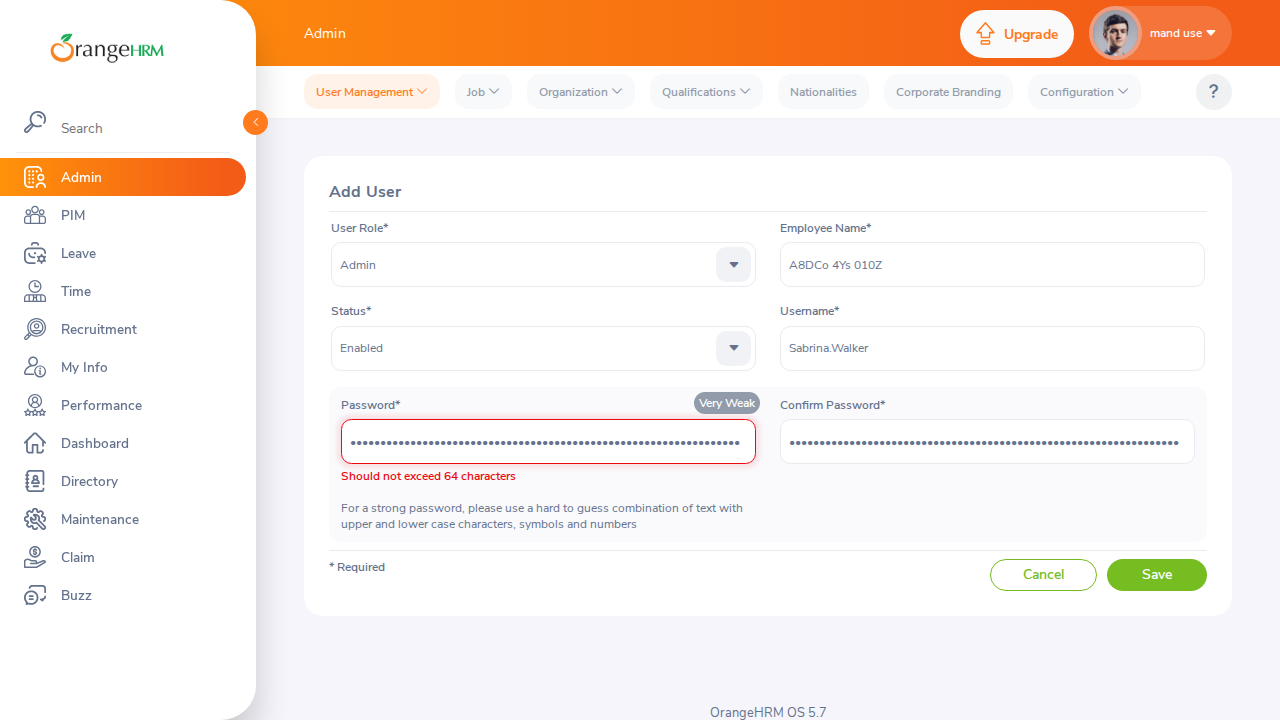 OrangeHRM
Search
Admin
PIM
Leave
Time
Recruitment
My Info
Performance
Dashboard
Directory
Maintenance
Claim
Buzz
Admin
Upgrade
mand use
User Management
Job
Organization
Qualifications
Nationalities
Corporate Branding
Configuration
?
Add User
User Role*
Admin
Employee Name*
A8DCo 4Ys 010Z
Status*
Enabled
Username*
Sabrina.Walker
Password*
Very Weak
Should not exceed 64 characters
For a strong password, please use a hard to guess combination of text with
upper and lower case characters, symbols and numbers
Confirm Password*
* Required
Cancel
Save
OrangeHRM OS 5.7